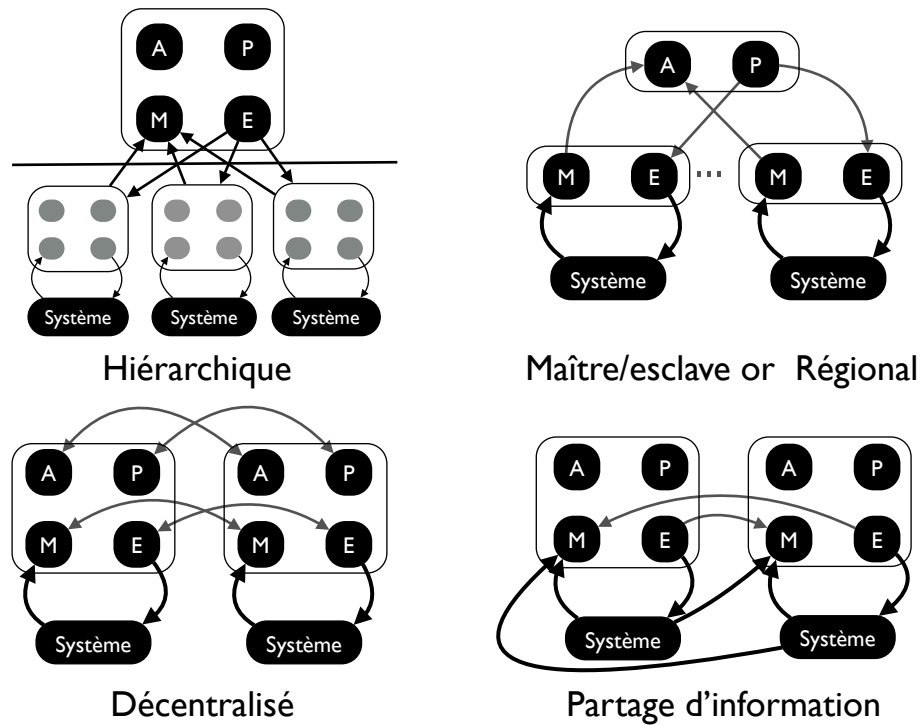 A P
M E
Système Système Système
Hiérarchique
A P
M E ... M E
Système Système
Maître/esclave or Régional
A P A P
M E M E
Système Système
Décentralisé
A P A P
M E M E
Système Système
Partage d'information